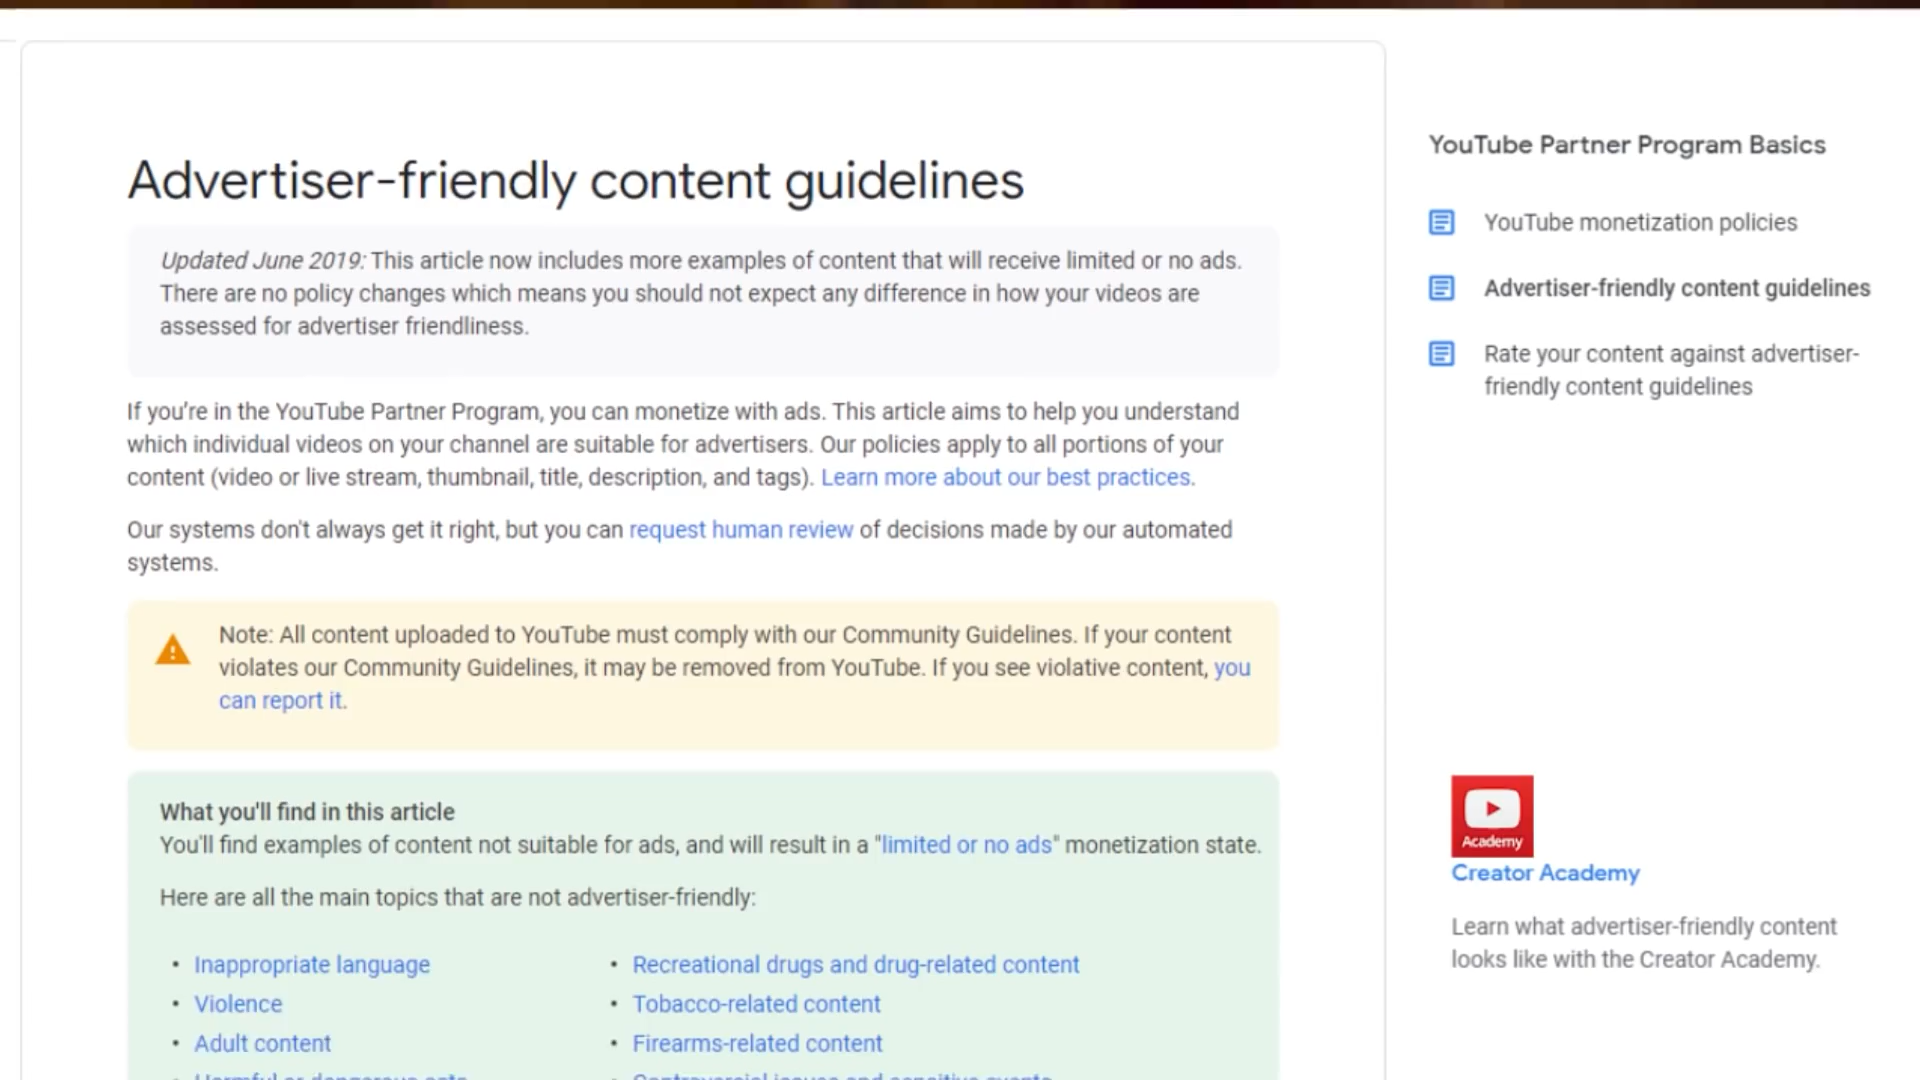 Advertiser-friendly content guidelines
Updated June 2019: This article now includes more examples of content that will receive limited or no ads.
There are no policy changes which means you should not expect any difference in how your videos are
assessed for advertiser friendliness.
If you’re in the YouTube Partner Program, you can monetize with ads. This article aims to help you understand
which individual videos on your channel are suitable for advertisers. Our policies apply to all portions of your
content (video or live stream, thumbnail, title, description, and tags). Learn more about our best practices.
Our systems don't always get it right, but you can request human review of decisions made by our automated
systems.
Note: All content uploaded to YouTube must comply with our Community Guidelines. If your content
violates our Community Guidelines, it may be removed from YouTube. If you see violative content, you
can report it.
What you'll find in this article
You'll find examples of content not suitable for ads, and will result in a "limited or no ads" monetization state.
Here are all the main topics that are not advertiser-friendly:
• Inappropriate language
• Violence
• Adult content
Harmful or dangerous acts
• Recreational drugs and drug-related content
• Tobacco-related content
• Firearms-related content
Controversial issues and sensitive events
YouTube Partner Program Basics
YouTube monetization policies
Advertiser-friendly content guidelines
Rate your content against advertiser-
friendly content guidelines
Academy
Creator Academy
Learn what advertiser-friendly content
looks like with the Creator Academy.